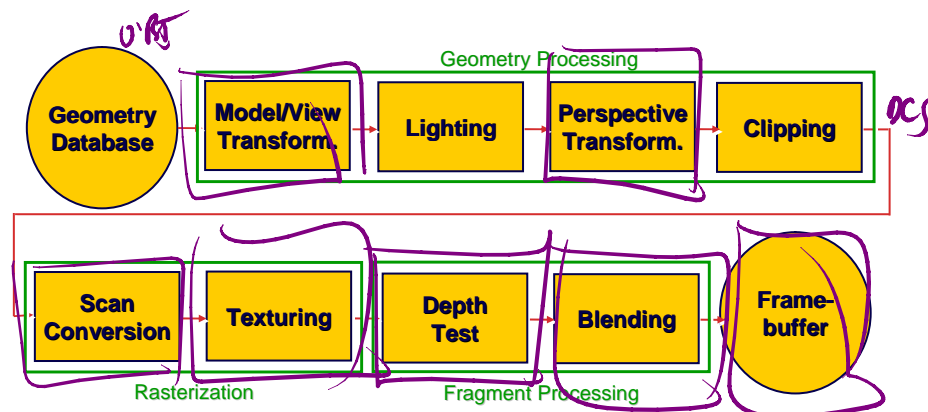 Geometry Processing
Geometry
Database
Model/View
Transform.
Lighting
Perspective
Transform.
Clipping
DCS
Scan
Conversion
Texturing
Depth
Test
Blending
Frame-
buffer
Rasterization
Fragment Processing